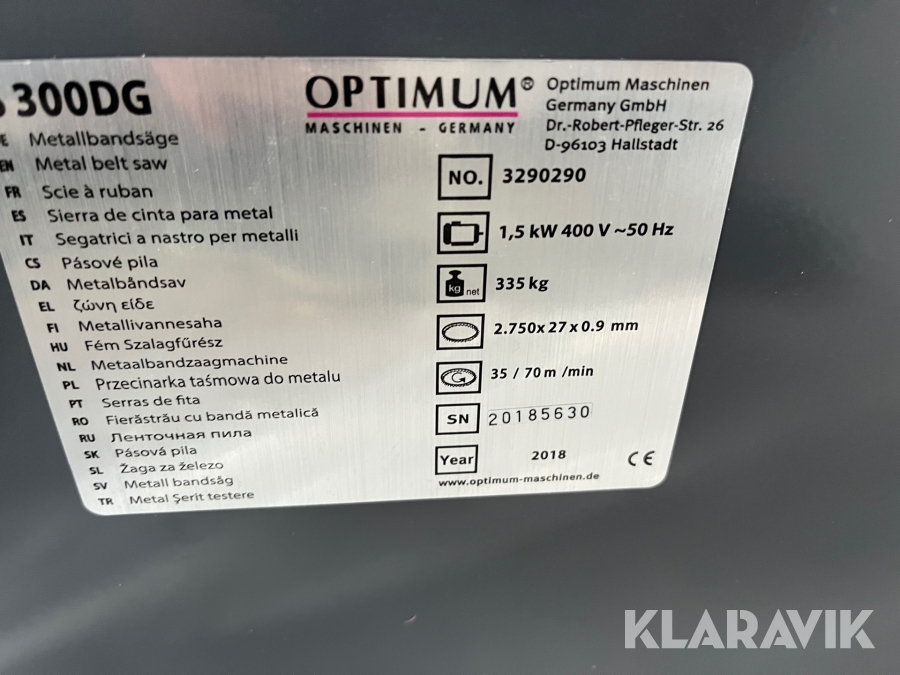 300DG
Metallbandsäge
EN Metal belt saw
FR Scie à ruban
ES Sierra de cinta para metal
IT Segatrici a nastro per metalli
CS Pásové pila
DA Metalbåndsav
EL ζώνη είδε
FI Metallivannesaha
HU Fém Szalagfűrész
NL Metaalbandzaagmachine
PL Przecinarka taśmowa do metalu
PT Serras de fita
RO Fierăstrău cu bandă metalică
RU Ленточная пила
SK Pásová pila
SL Žaga za železo
SV Metall bandsåg
TR Metal Şerit testere
OPTIMUM®
MASCHINEN - GERMANY
Optimum Maschinen
Germany GmbH
Dr.-Robert-Pfleger-Str. 26
D-96103 Hallstadt
NO. 3290290
1,5 kW 400 V ~50 Hz
kg net 335 kg
2.750x 27 x 0.9 mm
35 / 70 m /min
SN 20185630
Year 2018
CE
www.optimum-maschinen.de
KLARAVIK